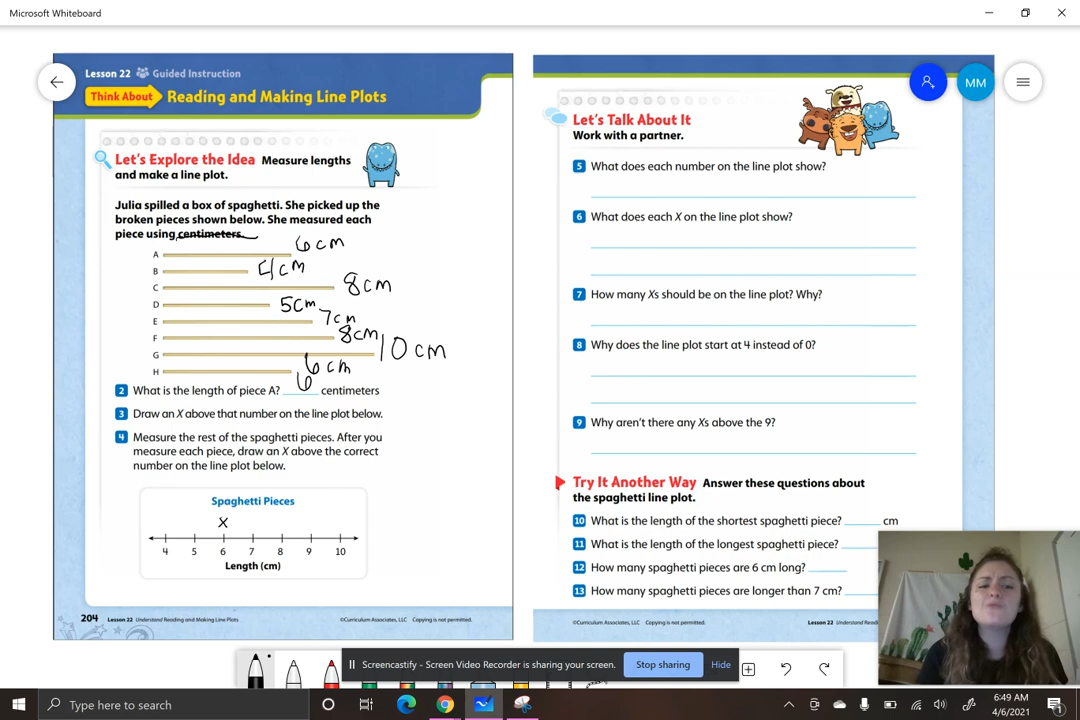 Microsoft Whiteboard
Lesson 22 Guided Instruction
Think About Reading and Making Line Plots
Let's Explore the Idea Measure lengths
and make a line plot.
Julia spilled a box of spaghetti. She picked up the
broken pieces shown below. She measured each
piece using centimeters.
A 6 cm
B 4 cm
C 8 cm
D 5 cm
E 7 cm
F 8 cm
G 10 cm
H 6 cm
2 What is the length of piece A? 6 centimeters
3 Draw an X above that number on the line plot below.
4 Measure the rest of the spaghetti pieces. After you
measure each piece, draw an X above the correct
number on the line plot below.
Spaghetti Pieces
X
4 5 6 7 8 9 10
Length (cm)
204 Lesson 22 Understand Reading and Making Line Plots ©Curriculum Associates, LLC Copying is not permitted.
MM
Let's Talk About It
Work with a partner.
5 What does each number on the line plot show?
6 What does each X on the line plot show?
7 How many Xs should be on the line plot? Why?
8 Why does the line plot start at 4 instead of 0?
9 Why aren't there any Xs above the 9?
Try It Another Way Answer these questions about
the spaghetti line plot.
10 What is the length of the shortest spaghetti piece? cm
11 What is the length of the longest spaghetti piece?
12 How many spaghetti pieces are 6 cm long?
13 How many spaghetti pieces are longer than 7 cm?
©Curriculum Associates, LLC Copying is not permitted. Lesson 22 Understand
Screencastify - Screen Video Recorder is sharing your screen. Stop sharing Hide
Type here to search
6:49 AM
4/6/2021
1